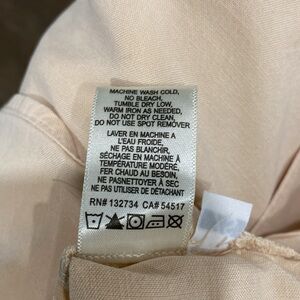 MACHINE WASH COLD,
NO BLEACH,
TUMBLE DRY LOW,
WARM IRON AS NEEDED,
DO NOT DRY CLEAN,
DO NOT USE SPOT REMOVER
LAVER EN MACHINE A
L'EAU FROIDE,
NE PAS BLANCHIR,
SÉCHAGE EN MACHINE À
TEMPÉRATURE MODÉRÉ,
FER CHAUD AU BESOIN,
NE PASNETTOYER À SEC
NE PAS UTILISER DE DÉTACHANT
RN# 132734 CA# 54517